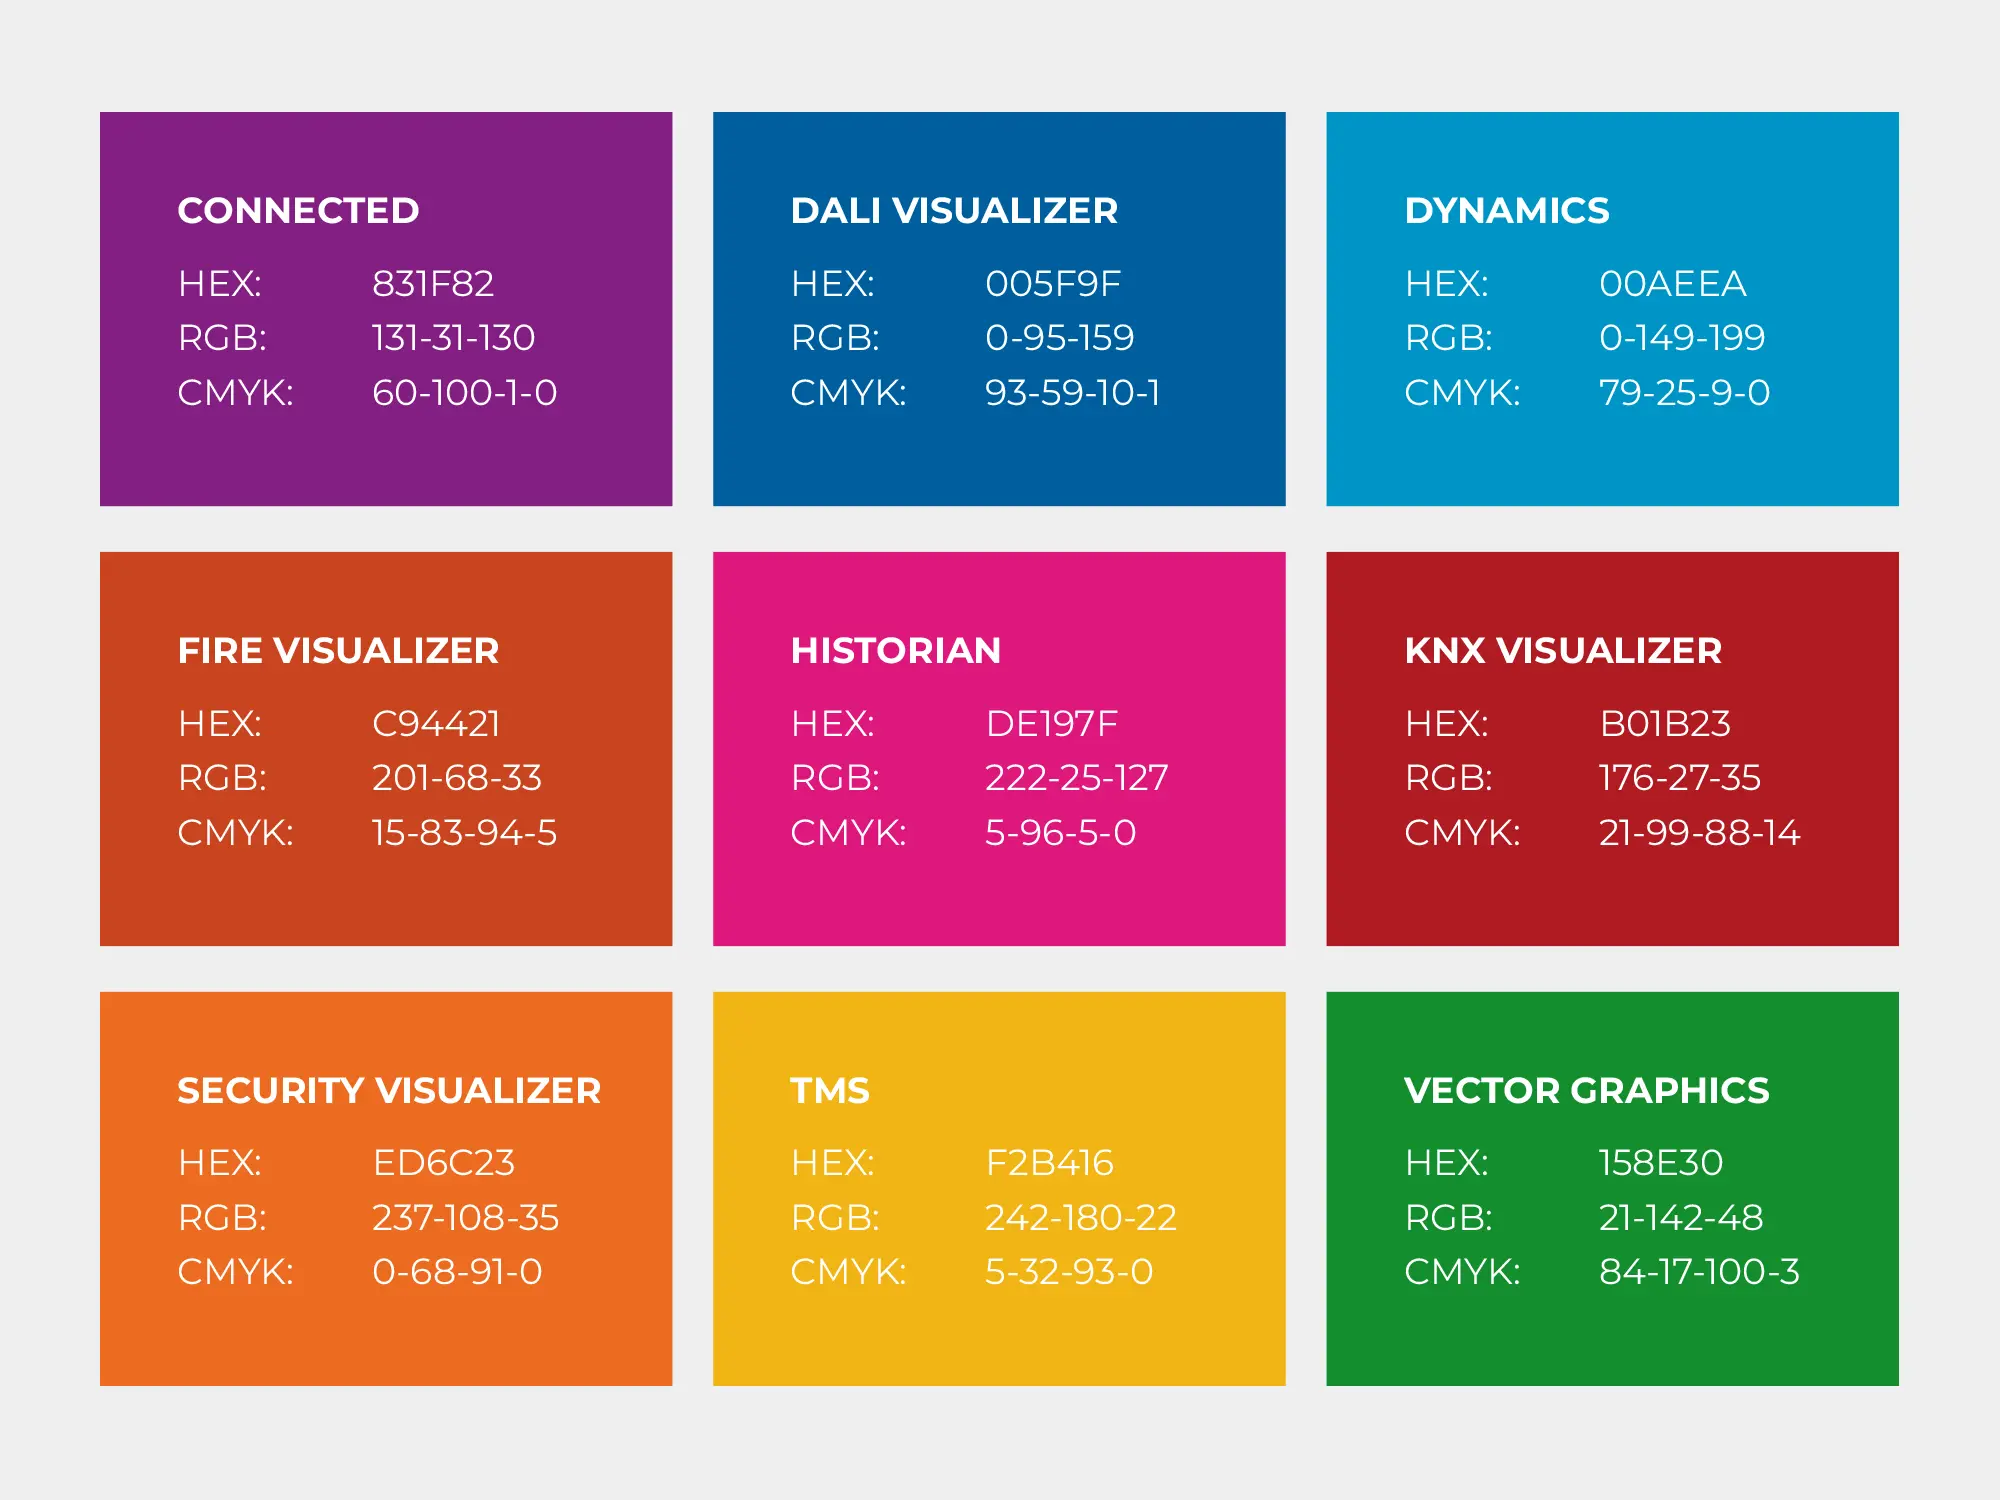 CONNECTED
HEX: 831F82
RGB: 131-31-130
CMYK: 60-100-1-0
DALI VISUALIZER
HEX: 005F9F
RGB: 0-95-159
CMYK: 93-59-10-1
DYNAMICS
HEX: 00AEEA
RGB: 0-149-199
CMYK: 79-25-9-0
FIRE VISUALIZER
HEX: C94421
RGB: 201-68-33
CMYK: 15-83-94-5
HISTORIAN
HEX: DE197F
RGB: 222-25-127
CMYK: 5-96-5-0
KNX VISUALIZER
HEX: B01B23
RGB: 176-27-35
CMYK: 21-99-88-14
SECURITY VISUALIZER
HEX: ED6C23
RGB: 237-108-35
CMYK: 0-68-91-0
TMS
HEX: F2B416
RGB: 242-180-22
CMYK: 5-32-93-0
VECTOR GRAPHICS
HEX: 158E30
RGB: 21-142-48
CMYK: 84-17-100-3